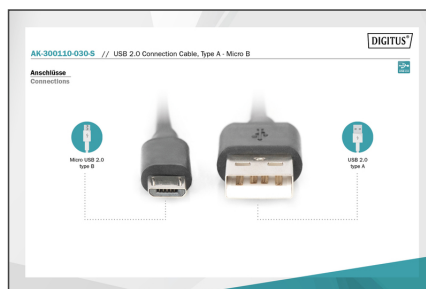 DIGITUS®
AK-300110-030-S // USB 2.0 Connection Cable, Type A - Micro B
Anschlüsse
Connections
Micro USB 2.0
type B
USB 2.0
type A